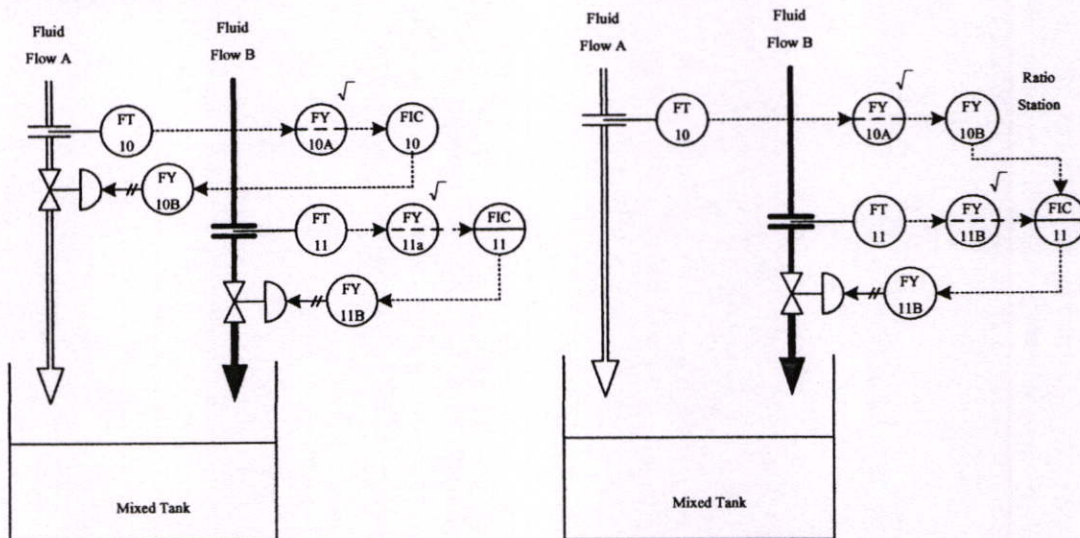 Fluid
Flow A
Fluid
Flow B
FT
10
FY
10A
√
FIC
10
FY
10B
FT
11
FY
11a
√
FIC
11
FY
11B
Mixed Tank
Fluid
Flow A
Fluid
Flow B
Ratio
Station
FT
10
FY
10A
√
FY
10B
FT
11
FY
11B
√
FIC
11
FY
11B
Mixed Tank